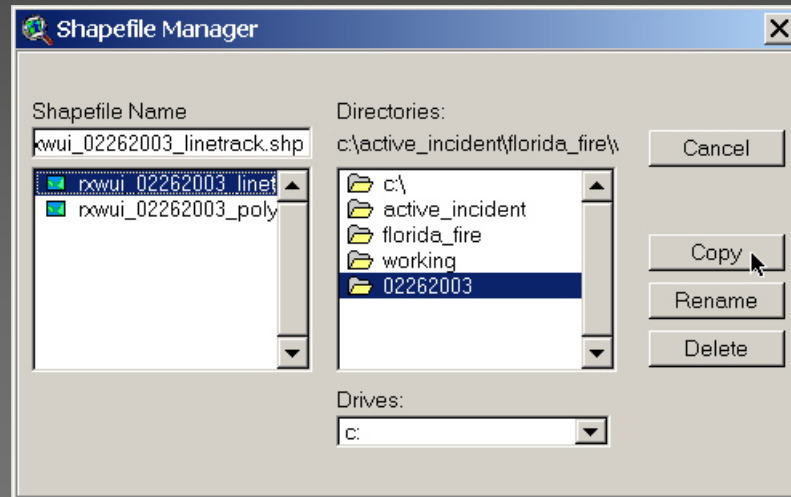 Shapefile Manager
Shapefile Name
Directories:
rxwui_02262003_linetrack.shp
c:\active_incident\florida_fire\\
Cancel
rxwui_02262003_linet
rxwui_02262003_poly
c:\
active_incident
florida_fire
working
02262003
Copy
Rename
Delete
Drives:
c: